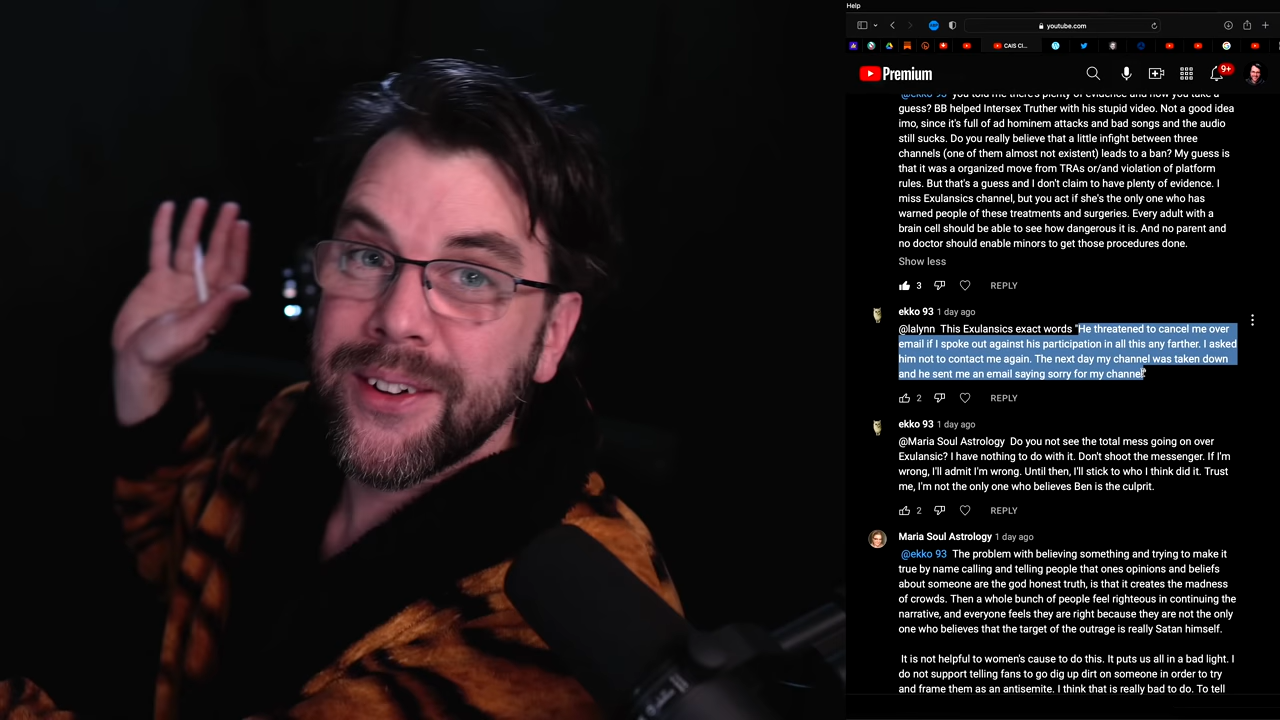 Help
youtube.com
CAIS Cl...
Premium
9+
@ekko 93 you told me there's plenty of evidence and now you take a
guess? BB helped Intersex Truther with his stupid video. Not a good idea
imo, since it's full of ad hominem attacks and bad songs and the audio
still sucks. Do you really believe that a little infight between three
channels (one of them almost not existent) leads to a ban? My guess is
that it was a organized move from TRAs or/and violation of platform
rules. But that's a guess and I don't claim to have plenty of evidence. I
miss Exulansics channel, but you act if she's the only one who has
warned people of these treatments and surgeries. Every adult with a
brain cell should be able to see how dangerous it is. And no parent and
no doctor should enable minors to get those procedures done.
Show less
3 REPLY
ekko 93 1 day ago
@lalynn This Exulansics exact words "He threatened to cancel me over
email if I spoke out against his participation in all this any farther. I asked
him not to contact me again. The next day my channel was taken down
and he sent me an email saying sorry for my channel"
2 REPLY
ekko 93 1 day ago
@Maria Soul Astrology Do you not see the total mess going on over
Exulansic? I have nothing to do with it. Don't shoot the messenger. If I'm
wrong, I'll admit I'm wrong. Until then, I'll stick to who I think did it. Trust
me, I'm not the only one who believes Ben is the culprit.
2 REPLY
Maria Soul Astrology 1 day ago
@ekko 93 The problem with believing something and trying to make it
true by name calling and telling people that ones opinions and beliefs
about someone are the god honest truth, is that it creates the madness
of crowds. Then a whole bunch of people feel righteous in continuing the
narrative, and everyone feels they are right because they are not the only
one who believes that the target of the outrage is really Satan himself.
It is not helpful to women's cause to do this. It puts us all in a bad light. I
do not support telling fans to go dig up dirt on someone in order to try
and frame them as an antisemite. I think that is really bad to do. To tell